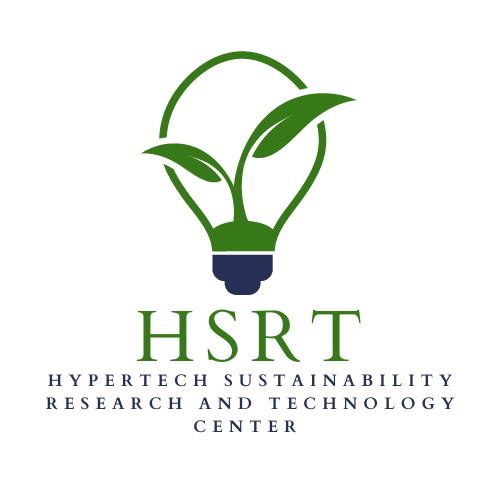 HSRT
HYPERTECH SUSTAINABILITY
RESEARCH AND TECHNOLOGY
CENTER